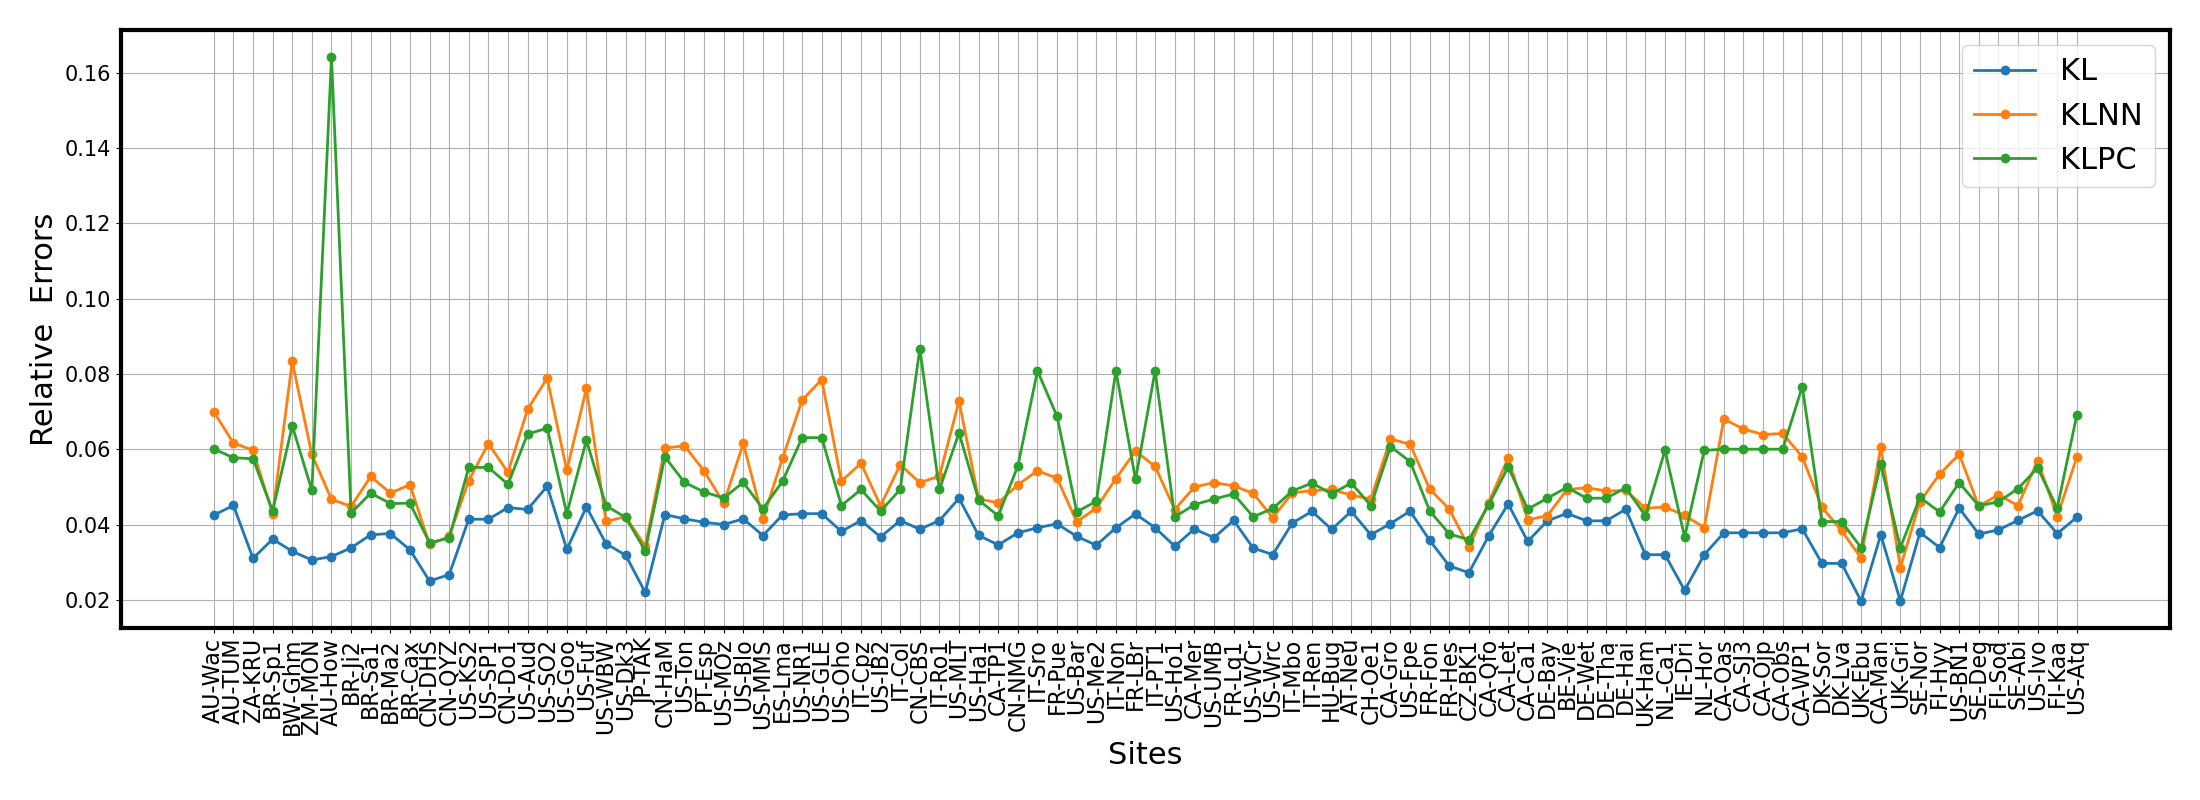 KL
KLNN
KLPC
Relative Errors
0.16
0.14
0.12
0.10
0.08
0.06
0.04
0.02
AU-Wac
AU-TUM
ZA-KRU
BR-Sp1
BW-Ghm
ZM-MON
AU-How
BR-Ji2
BR-Sa1
BR-Ma2
BR-Cax
CN-DHS
CN-QYZ
US-KS2
US-SP1
CN-Do1
US-Aud
US-SO2
US-Goo
US-Fuf
US-WBW
US-Dk3
JP-TAK
CN-HaM
US-Ton
PT-Esp
US-MOz
US-Blo
US-MMS
ES-Lma
US-NR1
US-GLE
US-Oho
IT-Cpz
US-IB2
IT-Col
CN-CBS
IT-Ro1
US-MLT
US-Ha1
CA-TP1
CN-NMG
IT-Sro
FR-Pue
US-Bar
US-Me2
IT-Non
FR-LBr
IT-PT1
US-Ho1
CA-Mer
US-UMB
FR-Lq1
US-WCr
US-Wrc
IT-Mbo
IT-Ren
HU-Bug
AT-Neu
CH-Oe1
CA-Gro
US-Fpe
FR-Fon
FR-Hes
CZ-BK1
CA-Qfo
CA-Let
CA-Ca1
DE-Bay
BE-Vie
DE-Wet
DE-Tha
DE-Hai
UK-Ham
NL-Ca1
IE-Dri
NL-Hor
CA-Oas
CA-SJ3
CA-Ojp
CA-Obs
CA-WP1
DK-Sor
DK-Lva
UK-Ebu
CA-Man
UK-Gri
SE-Nor
FI-Hyy
US-BN1
SE-Deg
FI-Sod
SE-Abi
US-Ivo
FI-Kaa
US-Atq
Sites